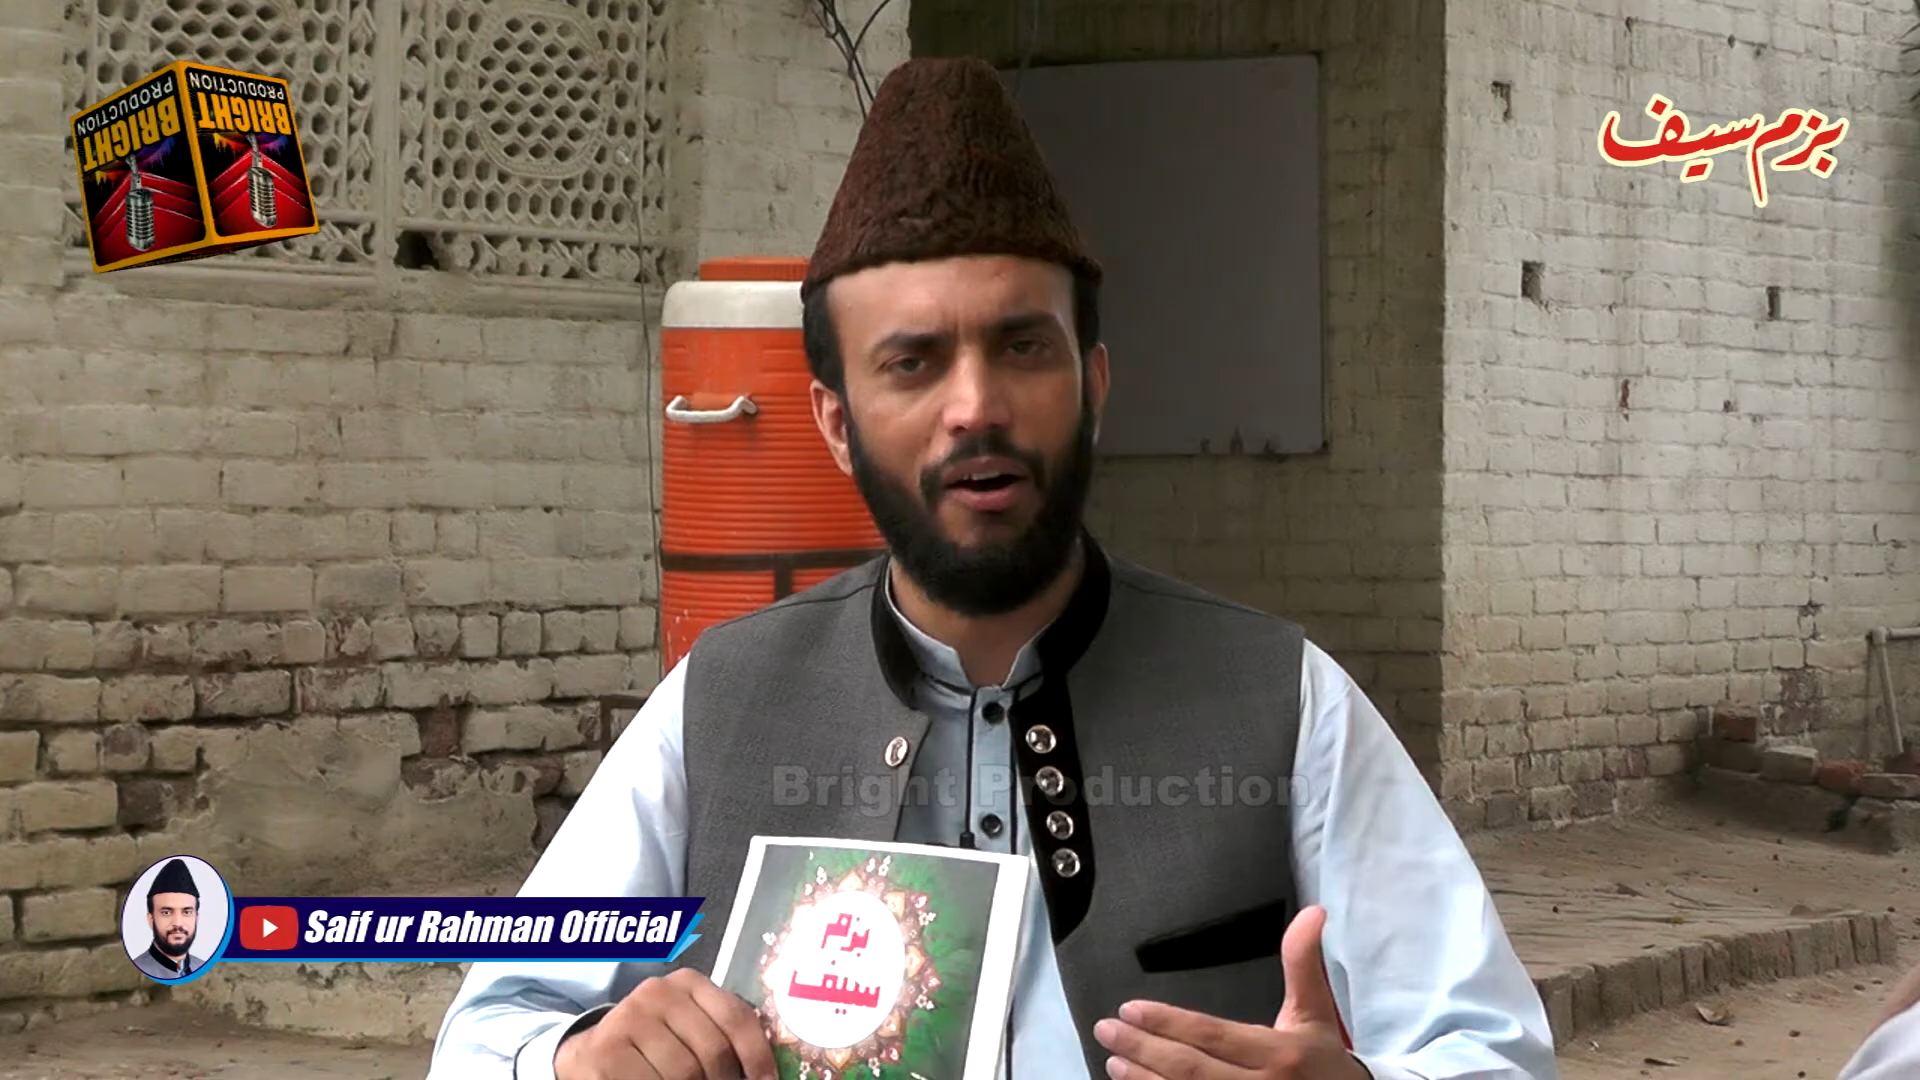 BRIGHT
PRODUCTION
BRIGHT
PRODUCTION
بزم سیف
Bright Production
Saif ur Rahman Official
بزم
سیف